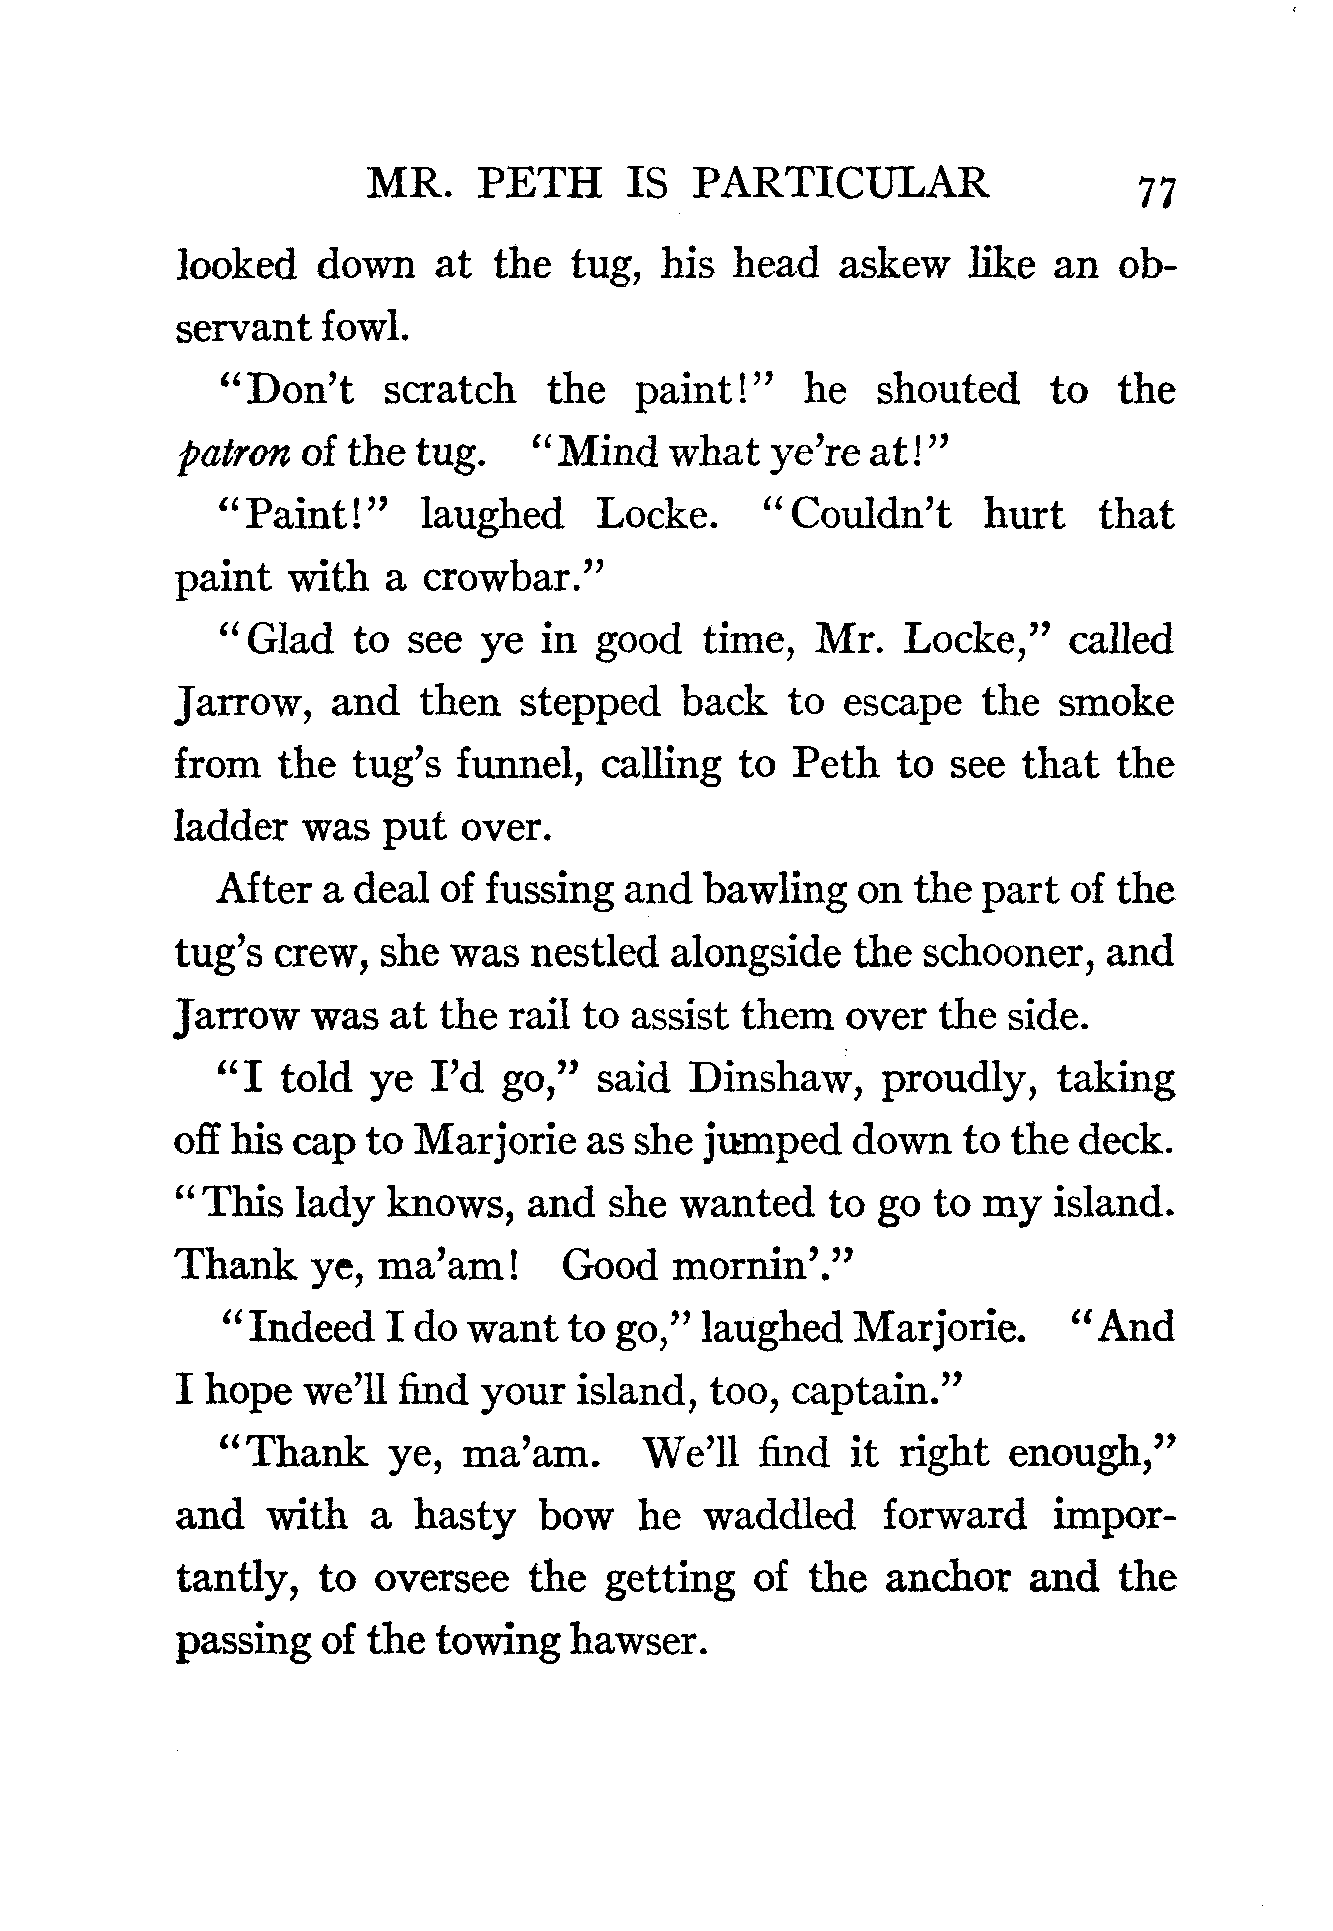 MR. PETH IS PARTICULAR 77
looked down at the tug, his head askew like an ob-
servant fowl.
"Don't scratch the paint!" he shouted to the
patron of the tug. "Mind what ye're at!"
"Paint!" laughed Locke. "Couldn't hurt that
paint with a crowbar."
"Glad to see ye in good time, Mr. Locke," called
Jarrow, and then stepped back to escape the smoke
from the tug's funnel, calling to Peth to see that the
ladder was put over.
After a deal of fussing and bawling on the part of the
tug's crew, she was nestled alongside the schooner, and
Jarrow was at the rail to assist them over the side.
"I told ye I'd go," said Dinshaw, proudly, taking
off his cap to Marjorie as she jumped down to the deck.
"This lady knows, and she wanted to go to my island.
Thank ye, ma'am! Good mornin'."
"Indeed I do want to go," laughed Marjorie. "And
I hope we'll find your island, too, captain."
"Thank ye, ma'am. We'll find it right enough,"
and with a hasty bow he waddled forward impor-
tantly, to oversee the getting of the anchor and the
passing of the towing hawser.